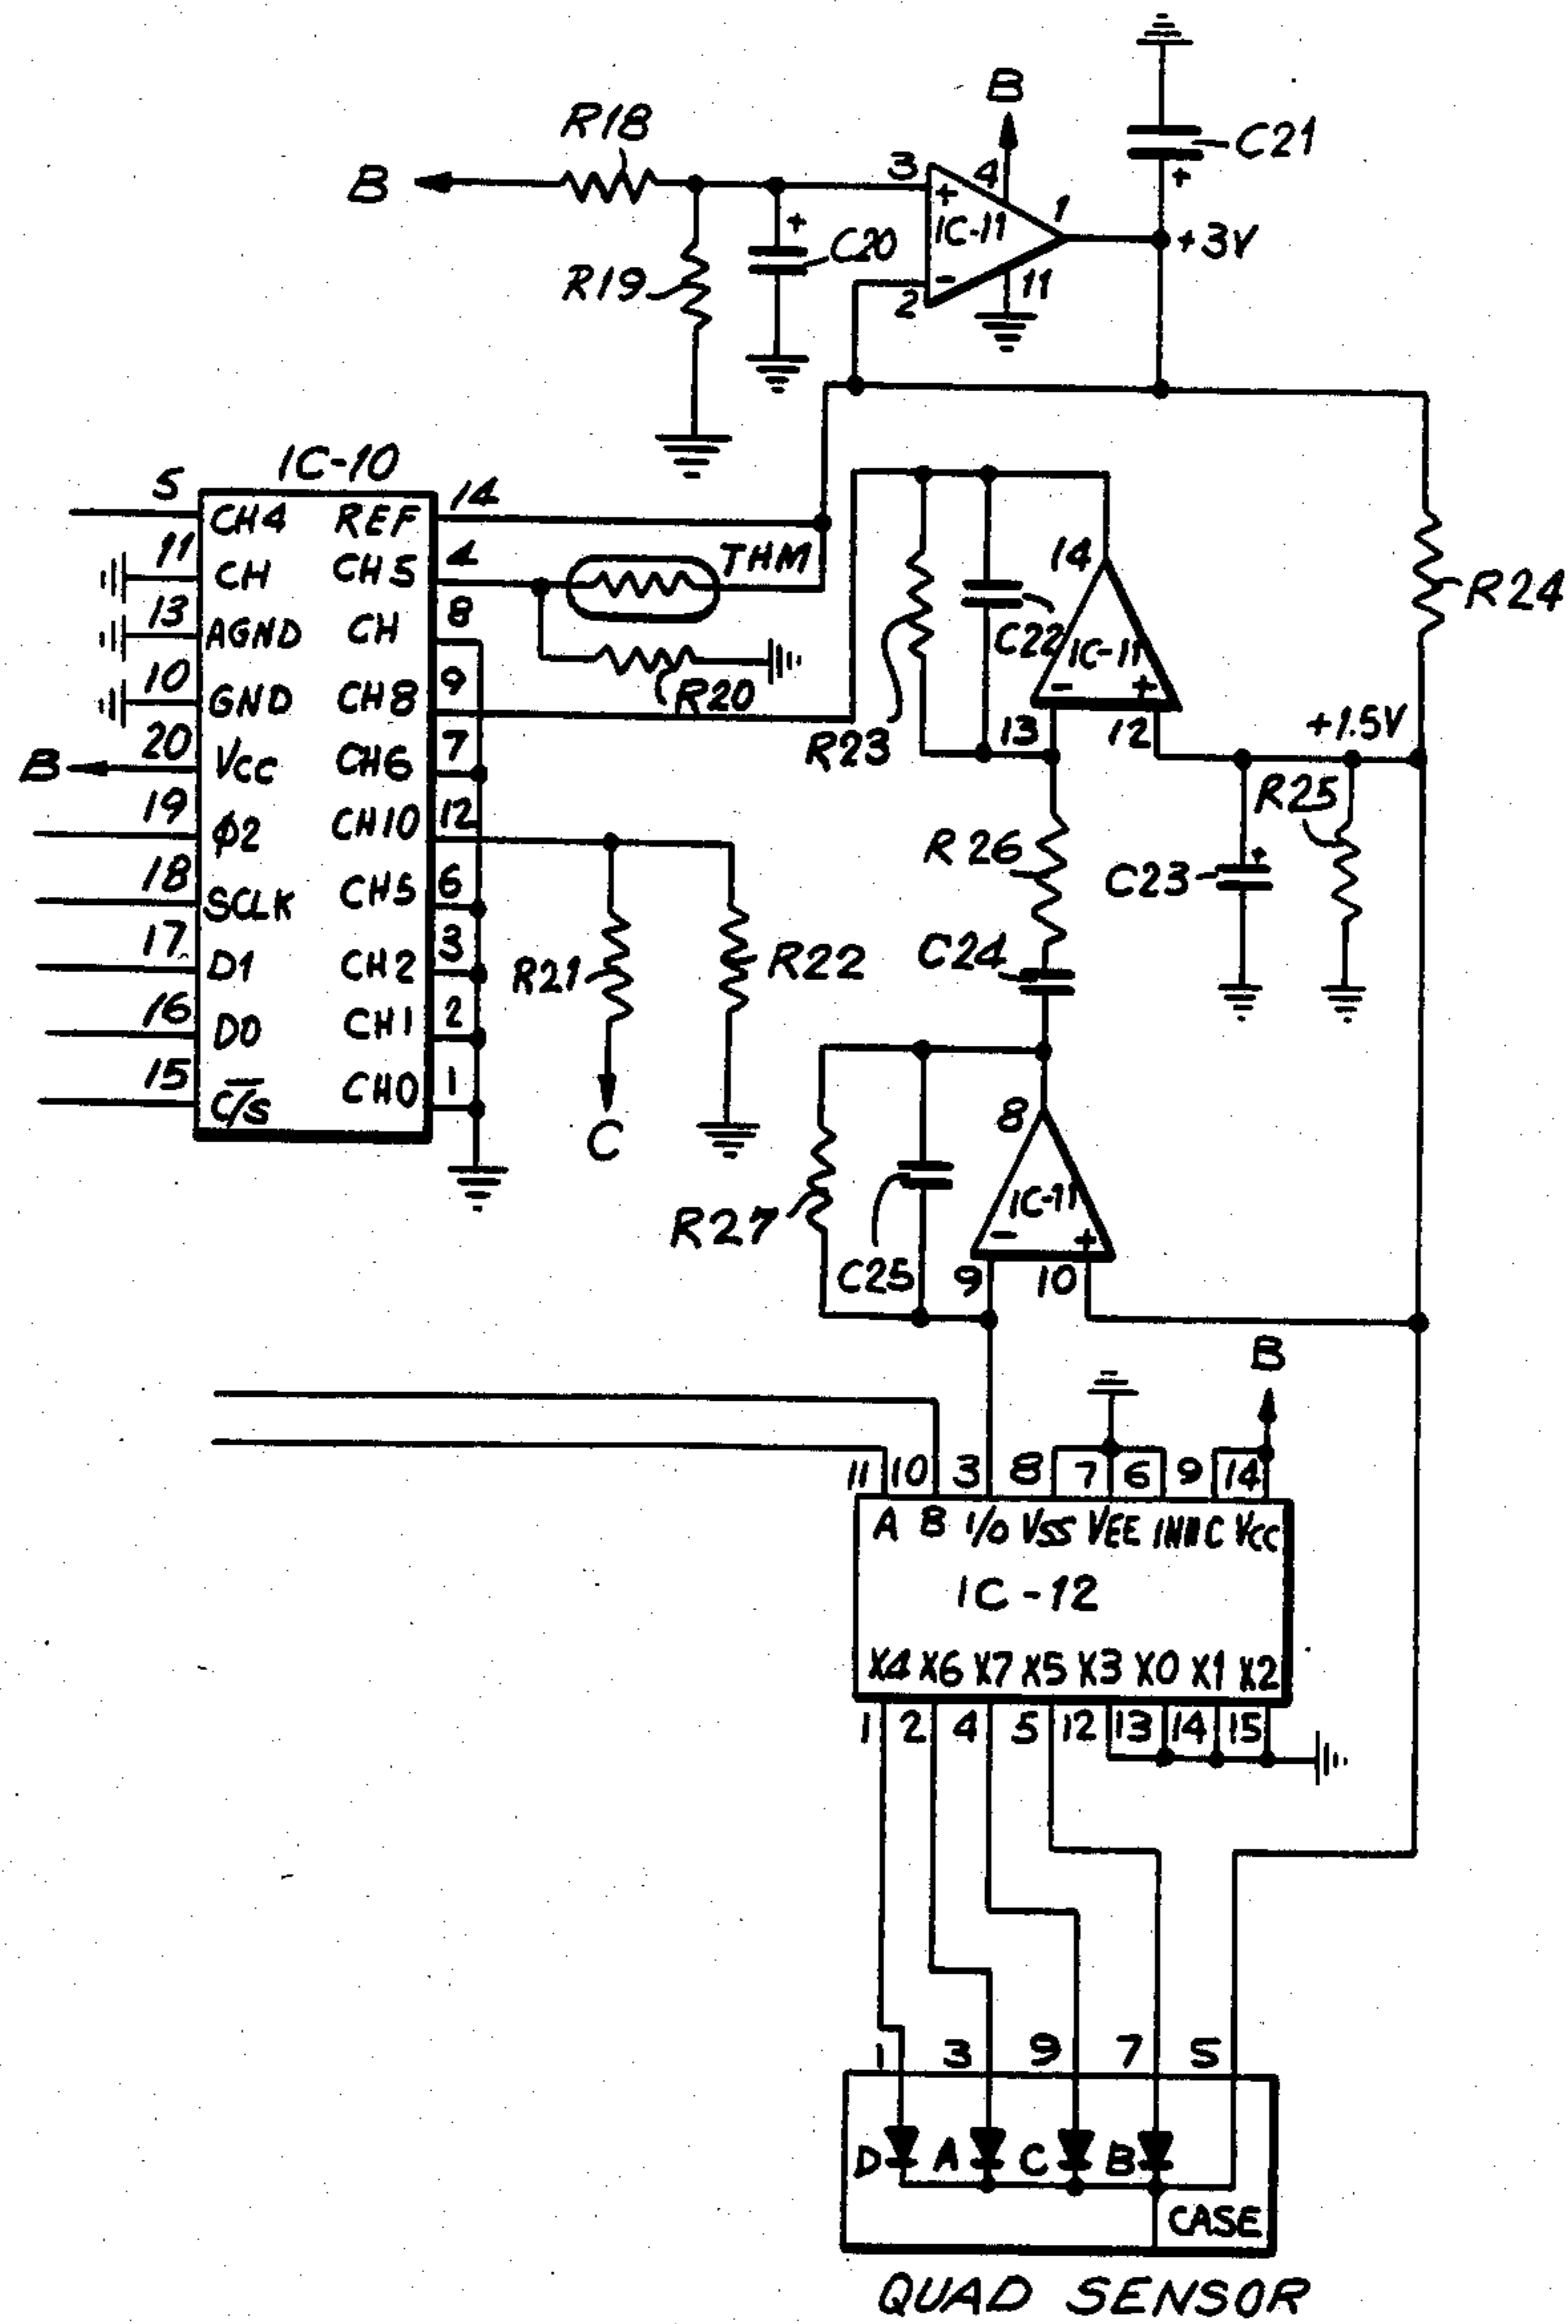 B
R18
R19
C20
3
+
4
B
IC-11
1
-
2
11
C21
+
+3V
+
IC-10
5
CH4
REF
14
11
CH
CH5
4
THM
13
AGND
CH
8
10
GND
CH8
9
R20
20
B
VCC
CH6
7
19
φ2
CH10
12
18
SCLK
CH5
6
17
D1
CH2
3
16
D0
CH1
2
15
C/S
CH0
1
R21
R22
C
R23
C22
14
IC-11
-
+
13
12
R24
+1.5V
R25
R26
C23
+
C24
8
IC-11
-
+
R27
C25
9
10
B
11
10
3
8
7
6
9
14
A
B
I/O
VSS
VEE
INH
C
VCC
IC-12
X4
X6
X7
X5
X3
X0
X1
X2
1
2
4
5
12
13
14
15
1
3
9
7
5
D
A
C
B
CASE
QUAD SENSOR